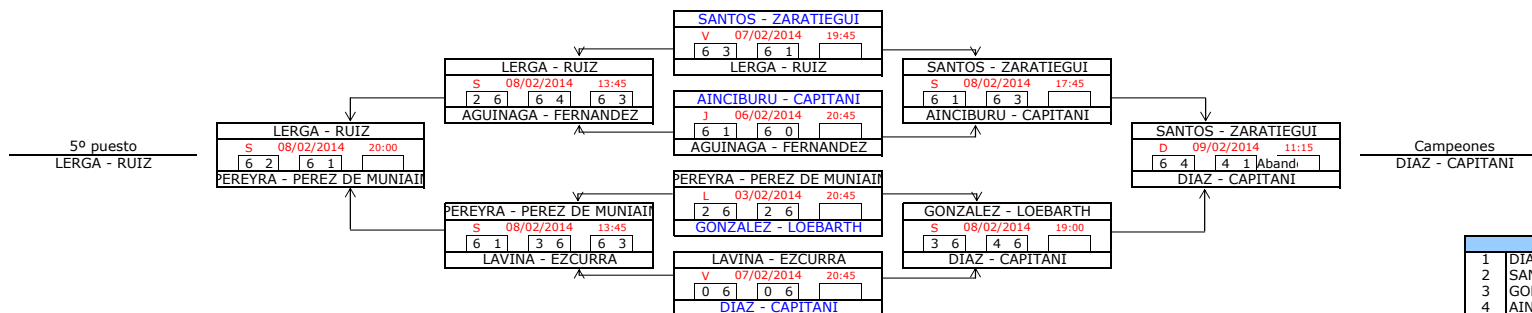 SANTOS - ZARATIEGUI
V 07/02/2014 19:45
6 3 6 1
LERGA - RUIZ
LERGA - RUIZ
S 08/02/2014 13:45
2 6 6 4 6 3
AGUINAGA - FERNANDEZ
SANTOS - ZARATIEGUI
S 08/02/2014 17:45
6 1 6 3
AINCIBURU - CAPITANI
AINCIBURU - CAPITANI
J 06/02/2014 20:45
6 1 6 0
AGUINAGA - FERNANDEZ
5º puesto
LERGA - RUIZ
LERGA - RUIZ
S 08/02/2014 20:00
6 2 6 1
PEREYRA - PEREZ DE MUNIAIN
SANTOS - ZARATIEGUI
D 09/02/2014 11:15
6 4 4 1 Aband
DIAZ - CAPITANI
Campeones
DIAZ - CAPITANI
PEREYRA - PEREZ DE MUNIAIN
L 03/02/2014 20:45
2 6 2 6
GONZALEZ - LOEBARTH
PEREYRA - PEREZ DE MUNIAIN
S 08/02/2014 13:45
6 1 3 6 6 3
LAVINA - EZCURRA
GONZALEZ - LOEBARTH
S 08/02/2014 19:00
3 6 4 6
DIAZ - CAPITANI
LAVINA - EZCURRA
V 07/02/2014 20:45
0 6 0 6
DIAZ - CAPITANI
1 DIA
2 SAN
3 GO
4 AIN